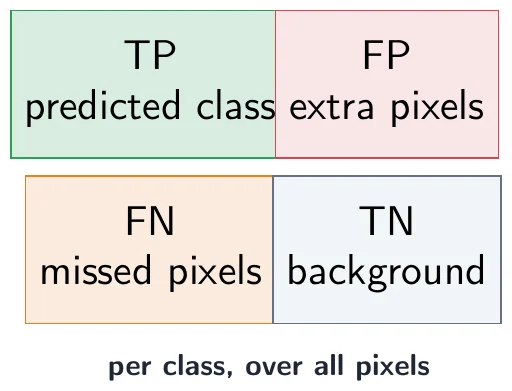 TP
predicted class
FP
extra pixels
FN
missed pixels
TN
background
per class, over all pixels